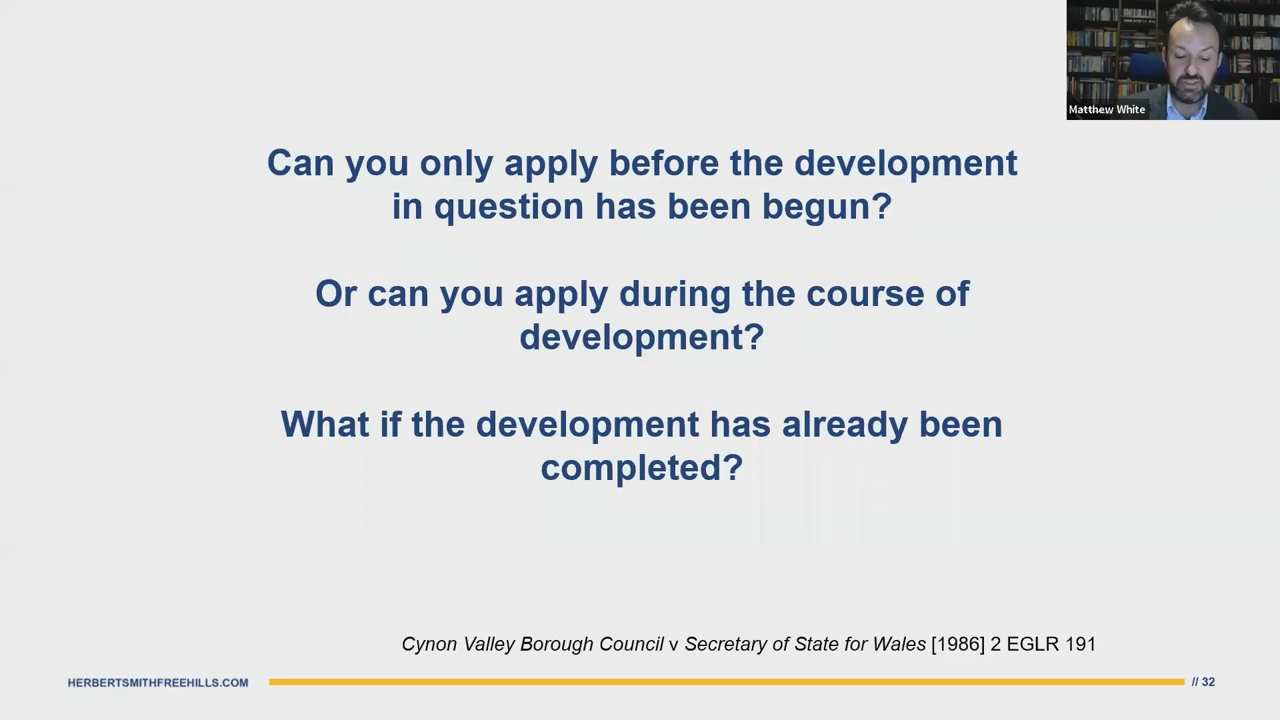 Matthew White
Can you only apply before the development
in question has been begun?
Or can you apply during the course of
development?
What if the development has already been
completed?
Cynon Valley Borough Council v Secretary of State for Wales [1986] 2 EGLR 191
HERBERTSMITHFREEHILLS.COM
// 32